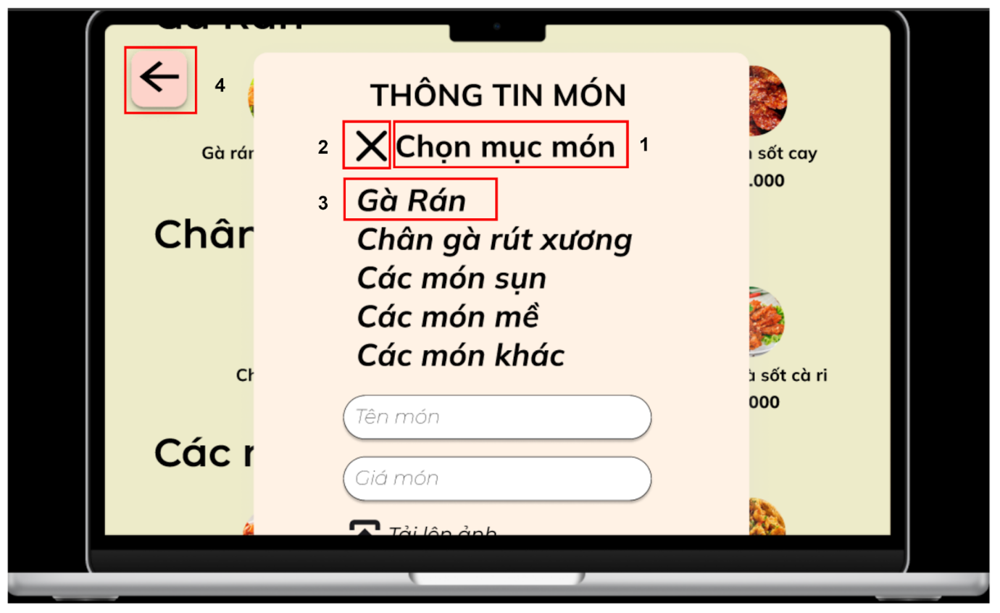 Gà Rán
4
THÔNG TIN MÓN
2
Chọn mục món
1
Gà rán
sốt cay
.000
3
Gà Rán
Chân
Chân gà rút xương
Các món sụn
Các món mề
Các món khác
Ch
sốt cà ri
000
Tên món
Các
Giá món
Tải lên ảnh